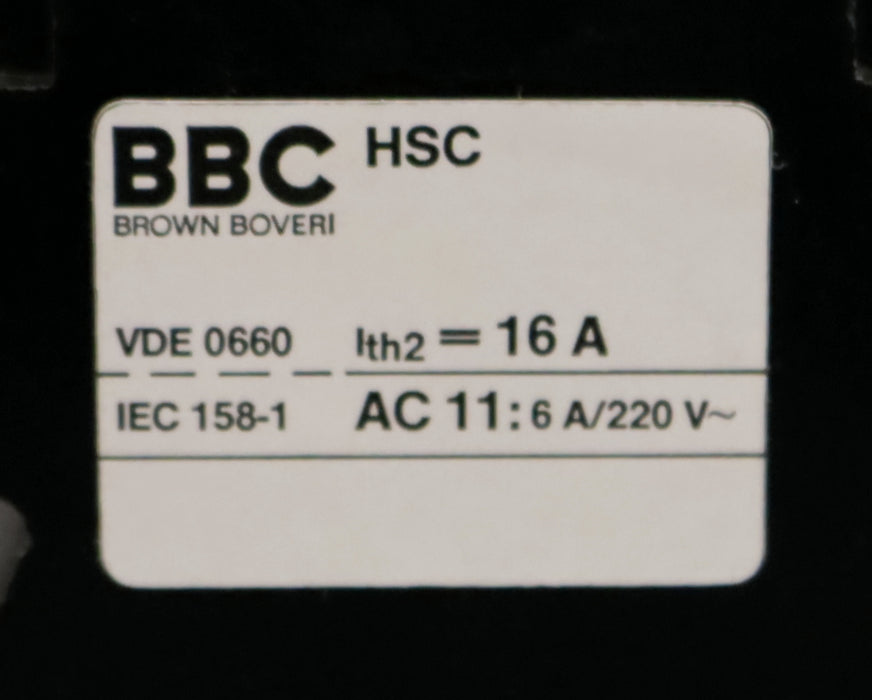 BBC HSC
BROWN BOVERI
VDE 0660 Ith2 = 16 A
IEC 158-1 AC 11: 6 A/220 V~